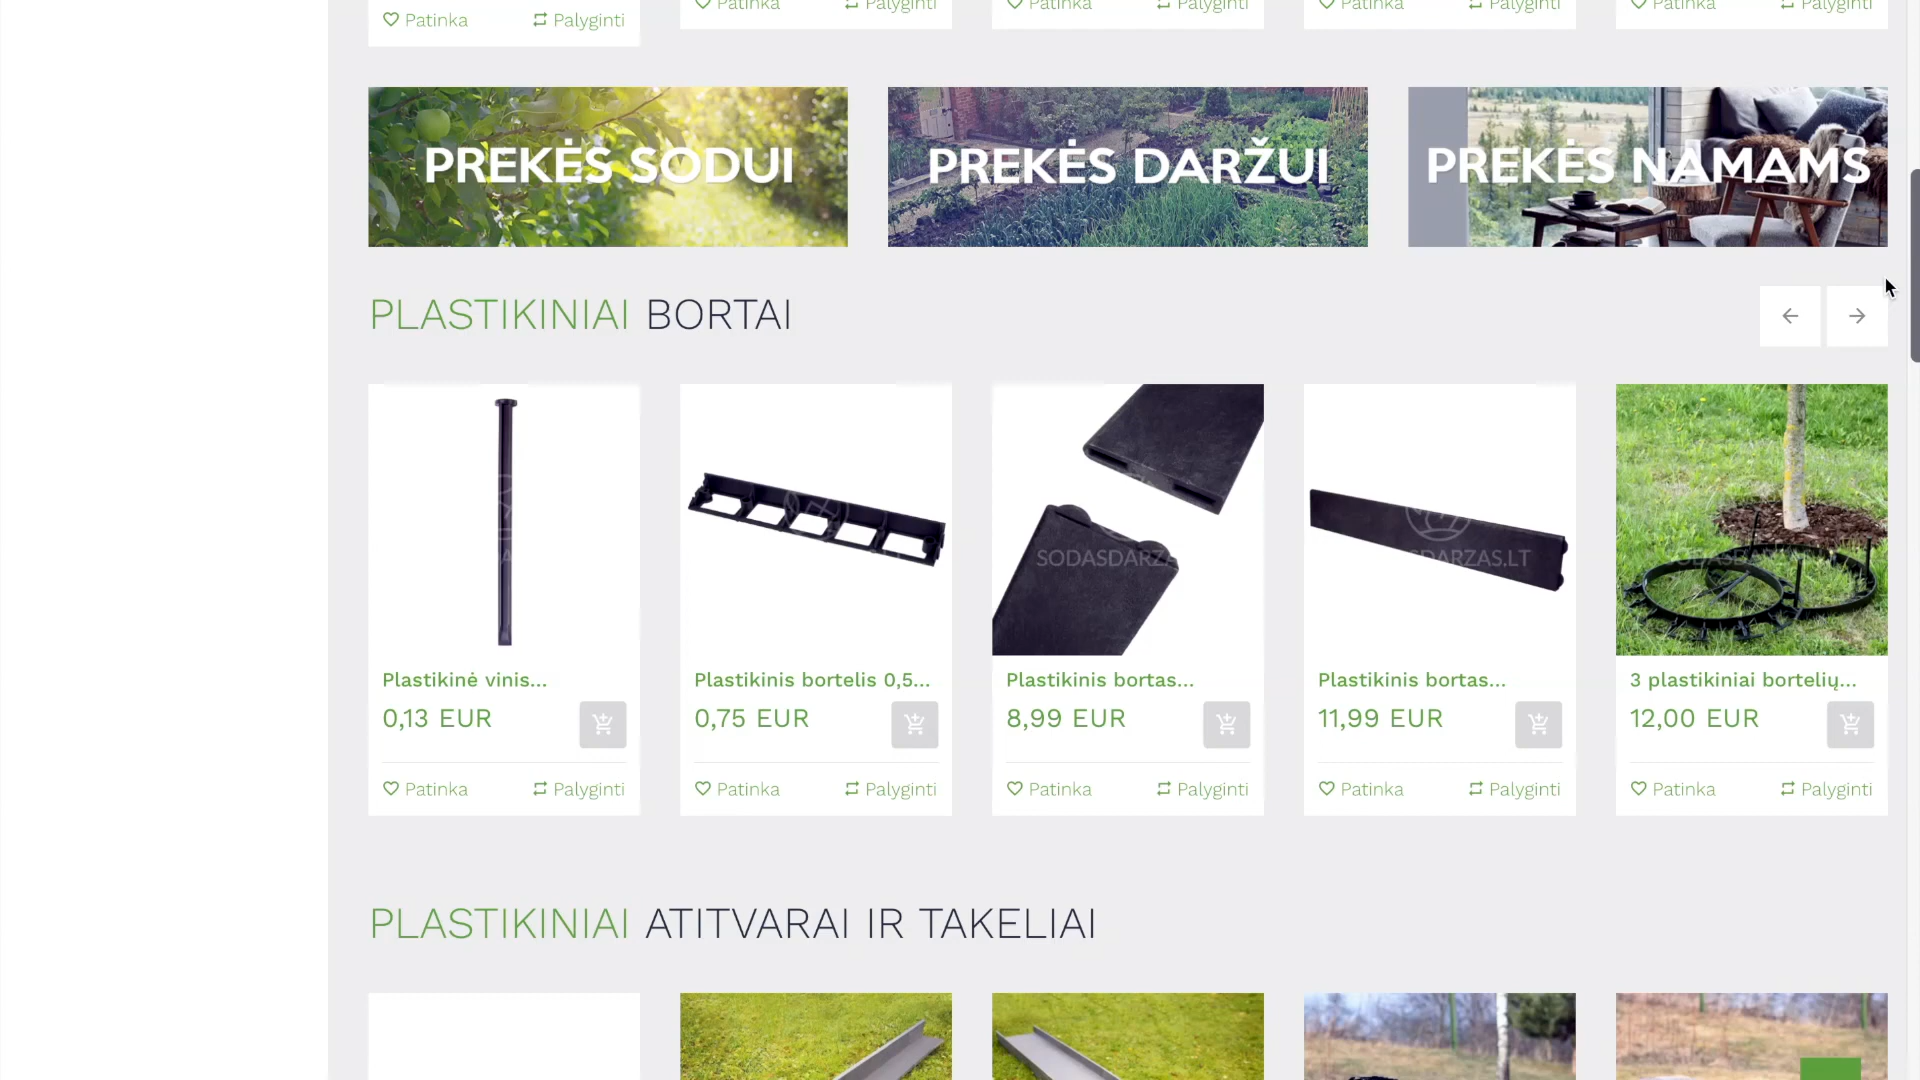 Patinka Palyginti Patinka Palyginti Patinka Palyginti Patinka Palyginti Patinka Palyginti
PREKĖS SODUI
PREKĖS DARŽUI
PREKĖS NAMAMS
PLASTIKINIAI BORTAI
SODASDARZA
SDARZAS.LT
Plastikinė vinis...
0,13 EUR
Patinka Palyginti
Plastikinis bortelis 0,5...
0,75 EUR
Patinka Palyginti
Plastikinis bortas...
8,99 EUR
Patinka Palyginti
Plastikinis bortas...
11,99 EUR
Patinka Palyginti
3 plastikiniai bortelių...
12,00 EUR
Patinka Palyginti
PLASTIKINIAI ATITVARAI IR TAKELIAI